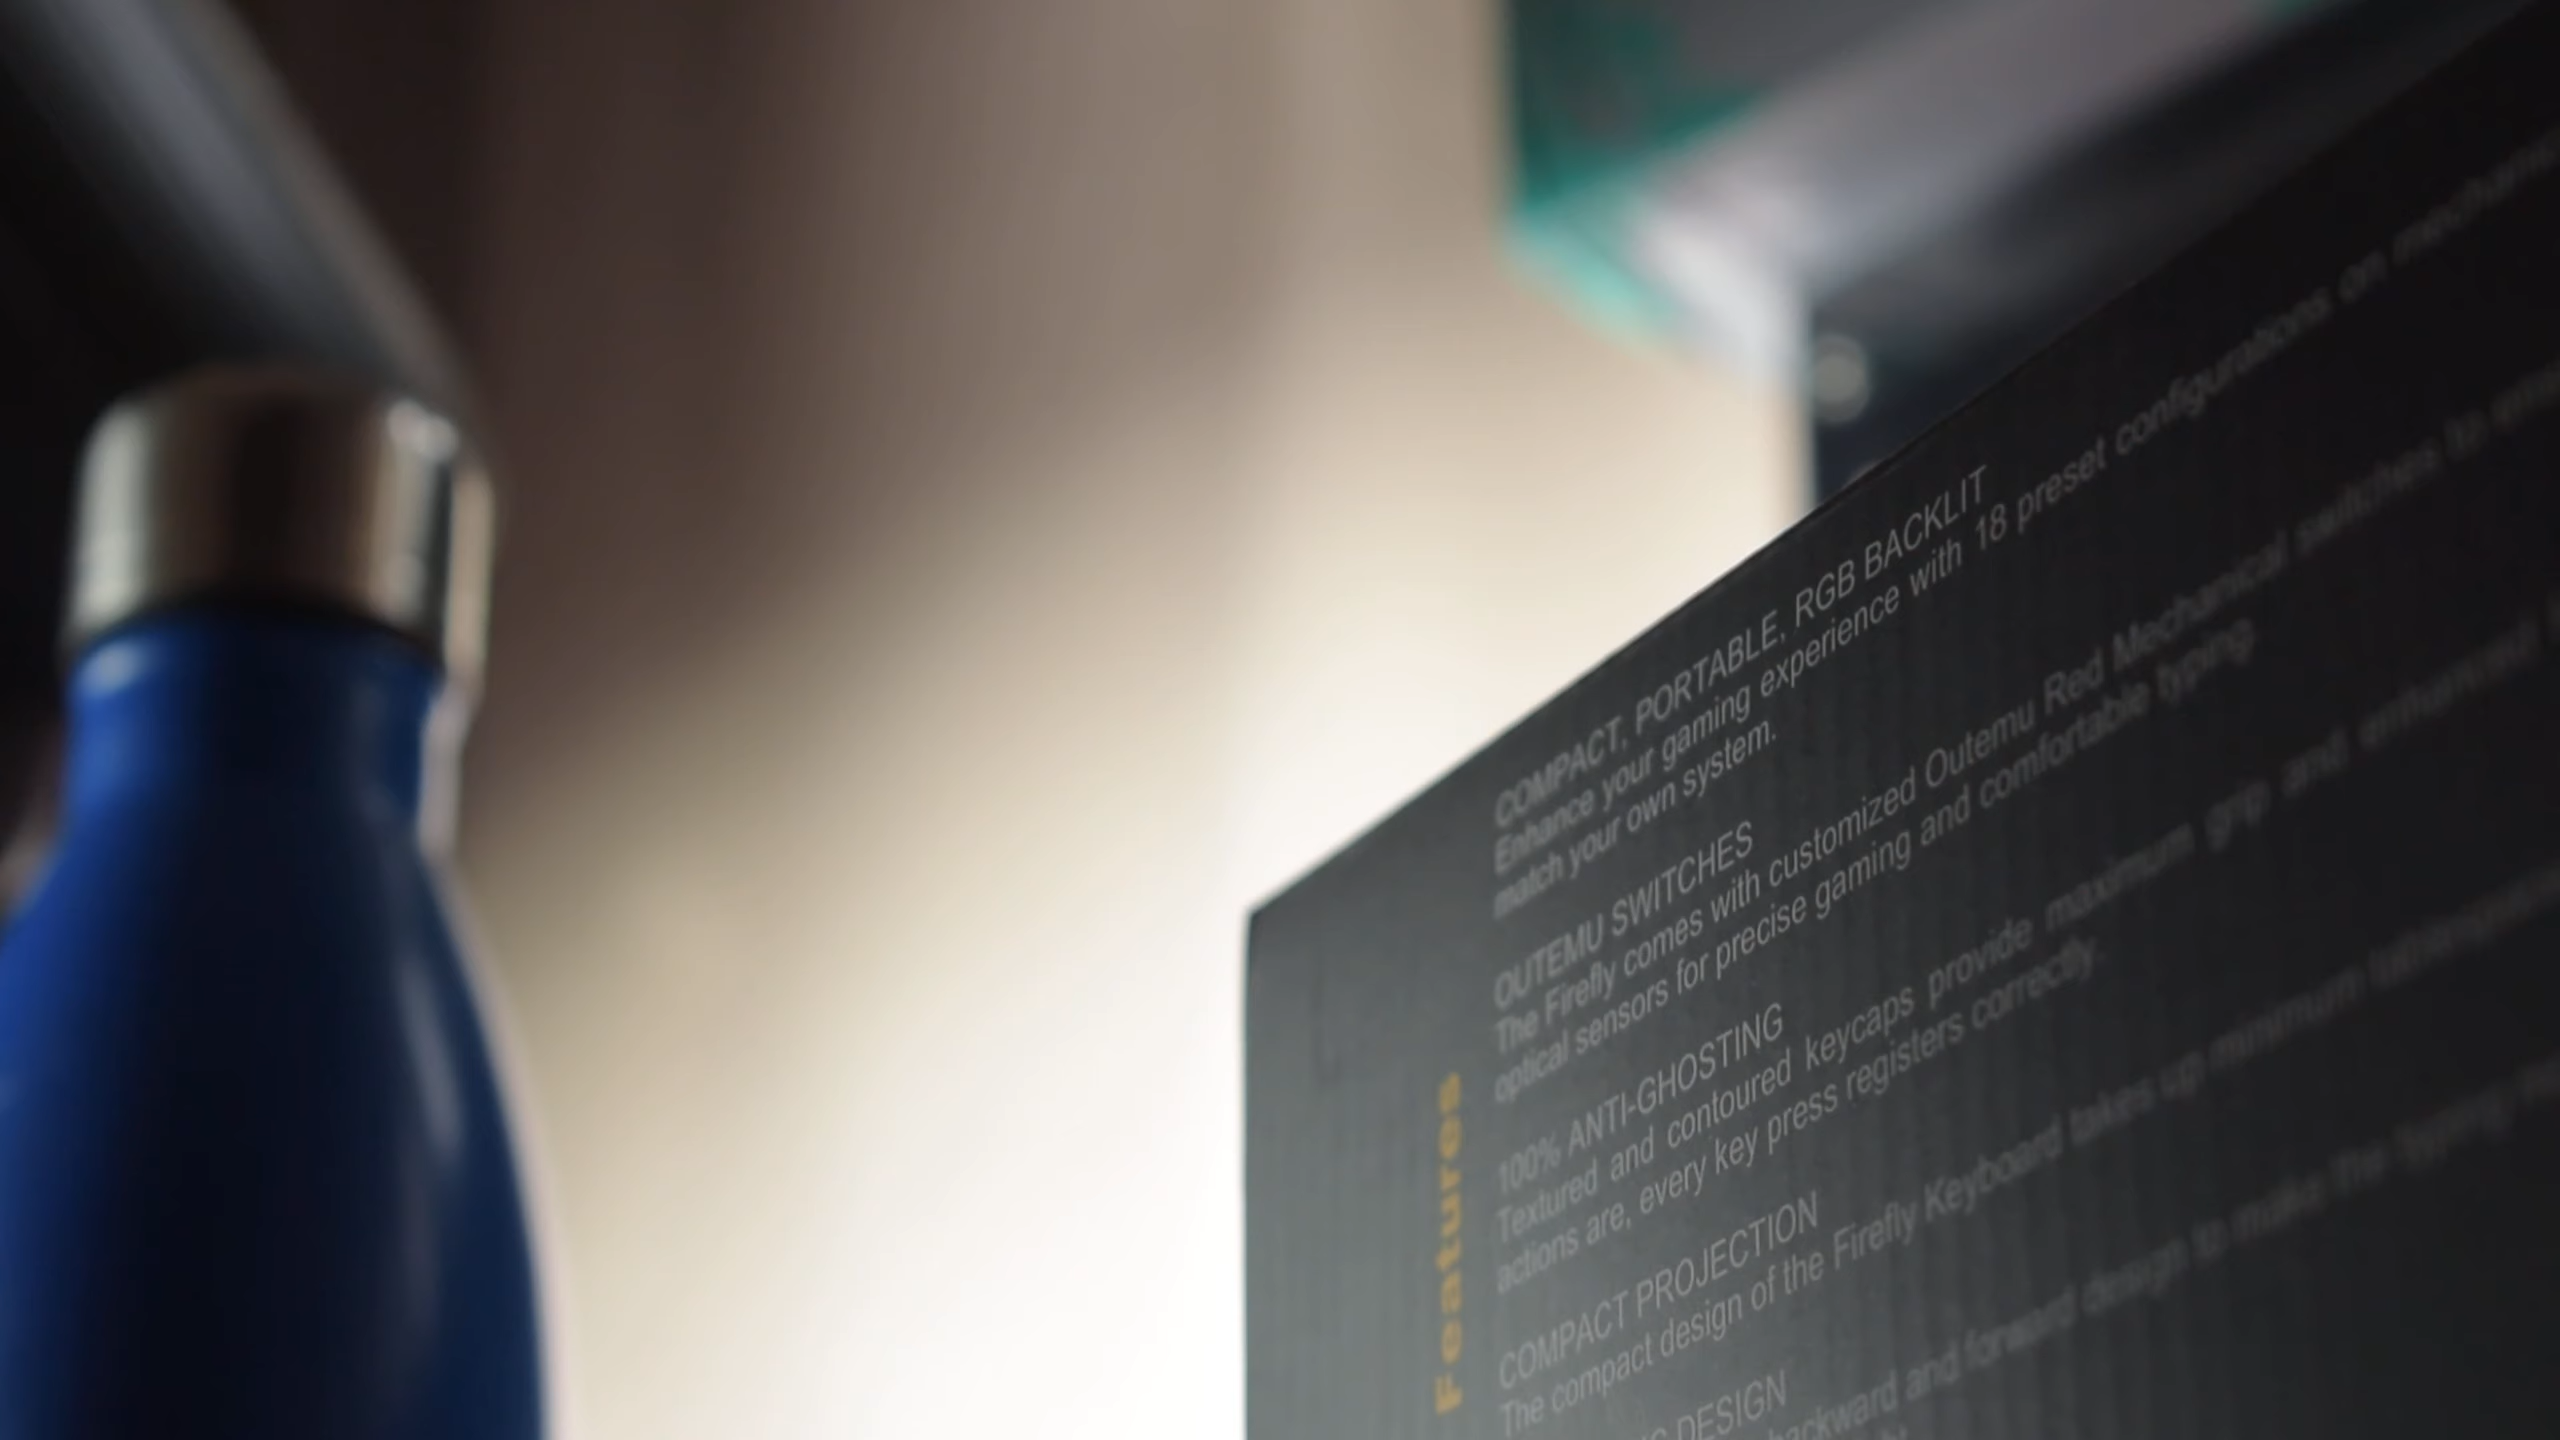 Features
COMPACT, PORTABLE, RGB BACKLIT
Enhance your gaming experience with 18 preset configurations on mechanical
match your own system.
OUTEMU SWITCHES
The Firefly comes with customized Outemu Red Mechanical switches to
optical sensors for precise gaming and comfortable typing.
100% ANTI-GHOSTING
Textured and contoured keycaps provide maximum grip and enhanced
actions are, every key press registers correctly.
COMPACT PROJECTION
The compact design of the Firefly Keyboard takes up minimum
DESIGN
backward and forward design to make The typing